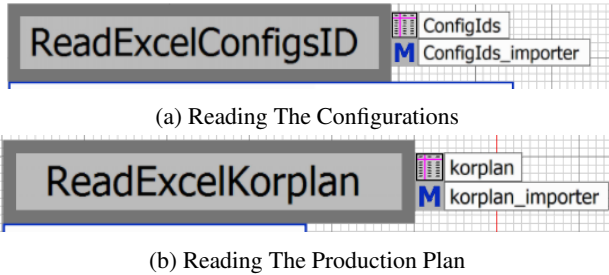 ReadExcelConfigsID
ConfigIds
M ConfigIds_importer
(a) Reading The Configurations
ReadExcelKorplan
korplan
M korplan_importer
(b) Reading The Production Plan